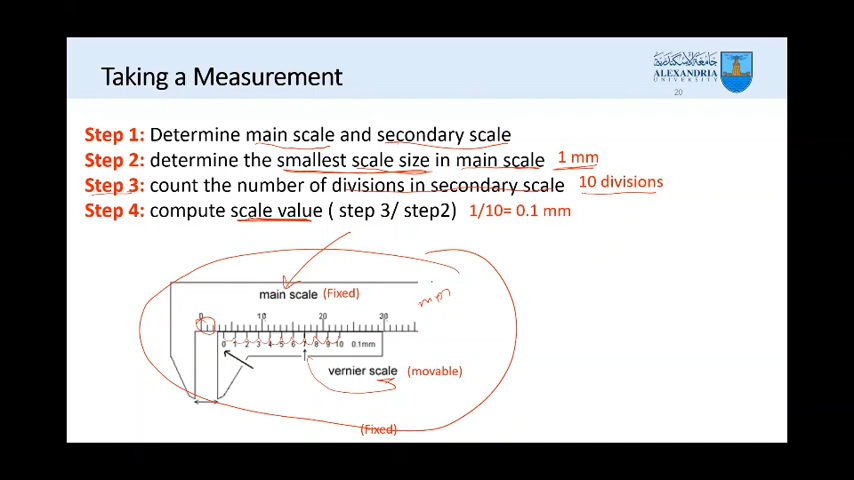 Taking a Measurement
جامعة الإسكندرية
ALEXANDRIA
UNIVERSITY
20
Step 1: Determine main scale and secondary scale
Step 2: determine the smallest scale size in main scale 1 mm
Step 3: count the number of divisions in secondary scale 10 divisions
Step 4: compute scale value ( step 3/ step2) 1/10= 0.1 mm
main scale (Fixed)
0 10 20 30
0 1 2 3 4 5 6 7 8 9 10 0.1mm
vernier scale (movable)
(Fixed)